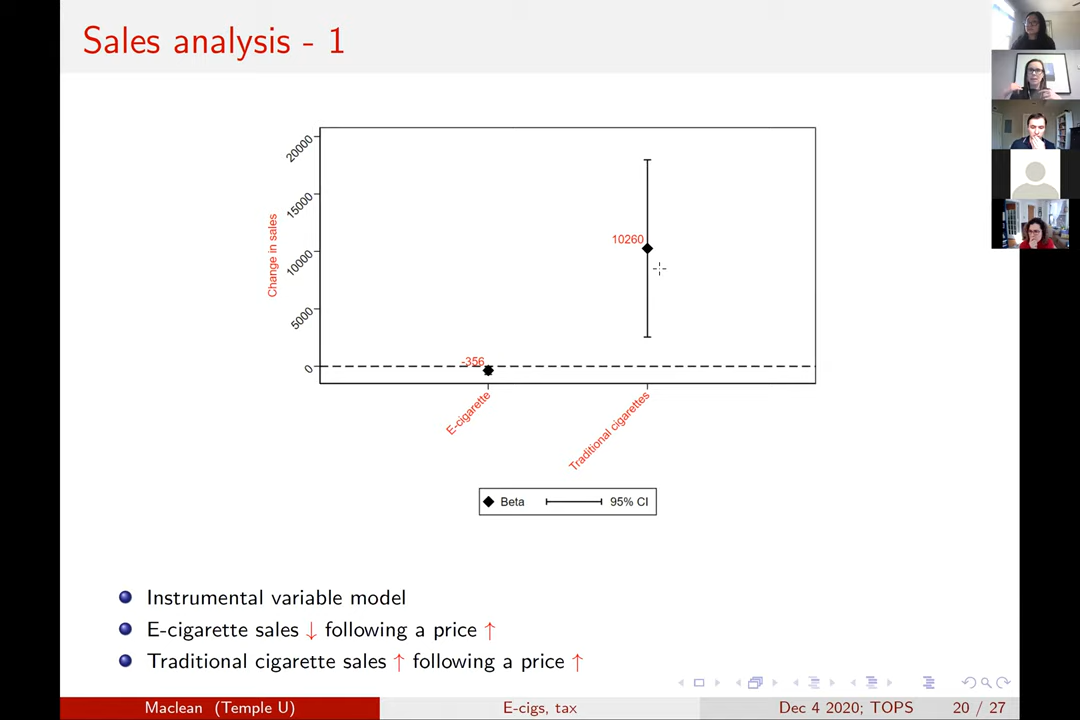 Sales analysis - 1
20000
15000
10000
5000
0
Change in sales
10260
-356
E-cigarette
Traditional cigarettes
Beta 95% CI
Instrumental variable model
E-cigarette sales ↓ following a price ↑
Traditional cigarette sales ↑ following a price ↑
Maclean (Temple U) E-cigs, tax Dec 4 2020; TOPS 20 / 27